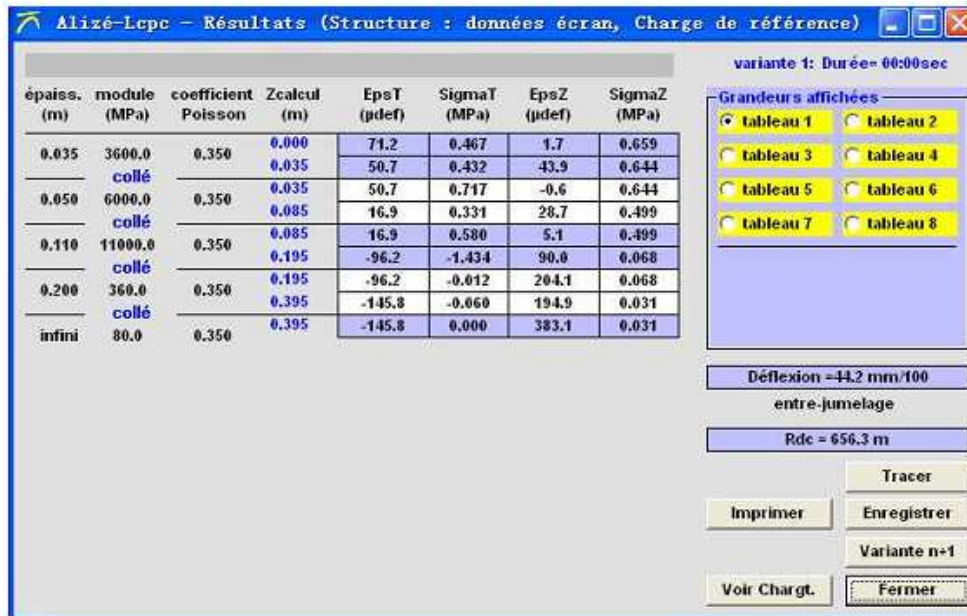 Alizé-Lcpc - Résultats (Structure : données écran, Charge de référence)
variante 1: Durée= 00:00sec
épaiss. module coefficient Zcalcul EpsT SigmaT EpsZ SigmaZ
(m) (MPa) Poisson (m) (µdef) (MPa) (µdef) (MPa)
0.000 71.2 0.467 1.7 0.659
0.035 3600.0 0.350
collé 0.035 50.7 0.432 43.9 0.644
0.035 50.7 0.717 -0.6 0.644
0.050 6000.0 0.350
collé 0.085 16.9 0.331 28.7 0.499
0.085 16.9 0.580 5.1 0.499
0.110 11000.0 0.350
collé 0.195 -96.2 -1.434 90.0 0.068
0.195 -96.2 -0.012 204.1 0.068
0.200 360.0 0.350
collé 0.395 -145.8 -0.060 194.9 0.031
0.395 -145.8 0.000 383.1 0.031
infini 80.0 0.350
Grandeurs affichées
tableau 1 tableau 2
tableau 3 tableau 4
tableau 5 tableau 6
tableau 7 tableau 8
Déflexion =44.2 mm/100
entre-jumelage
Rdc = 656.3 m
Tracer
Imprimer Enregistrer
Variante n+1
Voir Chargt. Fermer